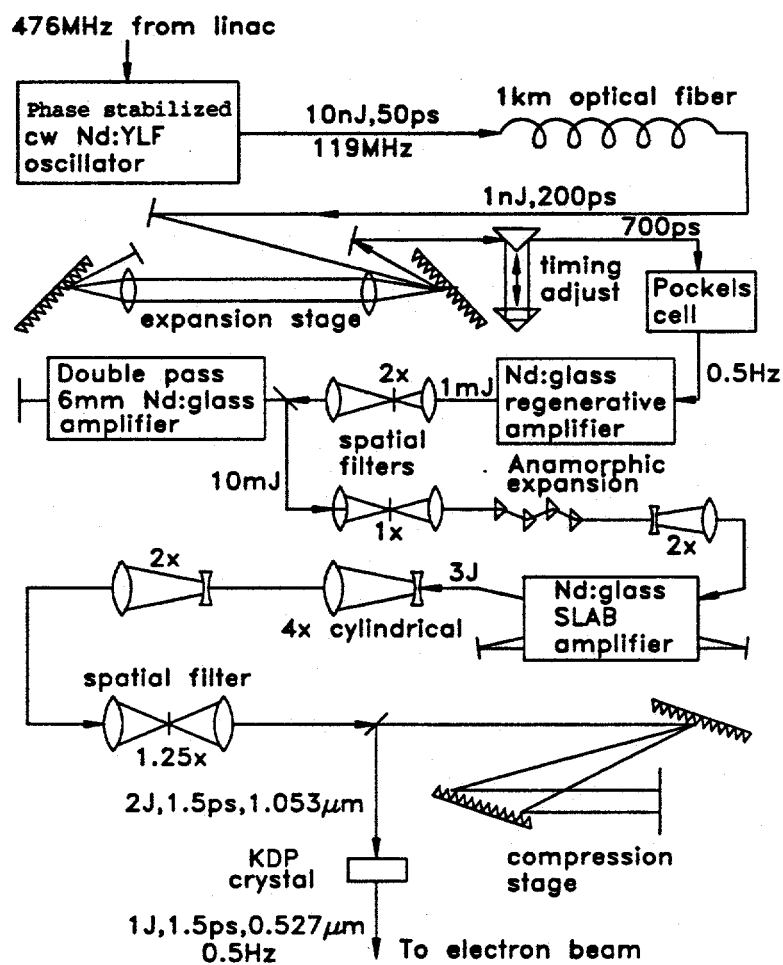 476MHz from linac
Phase stabilized
cw Nd:YLF
oscillator
10nJ,50ps
119MHz
1km optical fiber
1nJ,200ps
700ps
timing
adjust
Pockels
cell
expansion stage
0.5Hz
Double pass
6mm Nd:glass
amplifier
2x
1mJ
Nd:glass
regenerative
amplifier
spatial
filters
10mJ
1x
Anamorphic
expansion
2x
2x
4x cylindrical
3J
Nd:glass
SLAB
amplifier
spatial filter
1.25x
2J,1.5ps,1.053μm
KDP
crystal
compression
stage
1J,1.5ps,0.527μm
0.5Hz
To electron beam